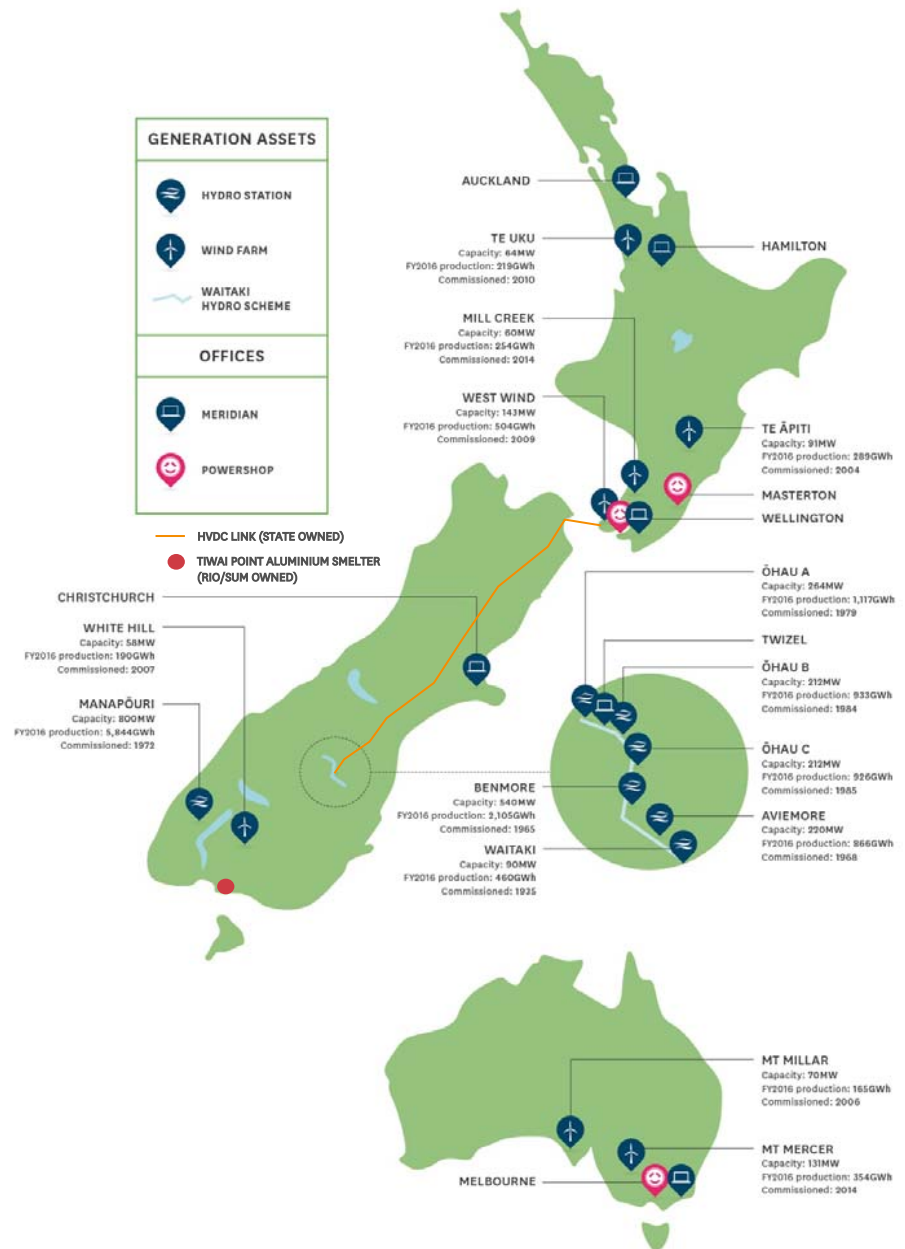 GENERATION ASSETS
HYDRO STATION
WIND FARM
WAITAKI
HYDRO SCHEME
OFFICES
MERIDIAN
POWERSHOP
HVDC LINK (STATE OWNED)
TIWAI POINT ALUMINIUM SMELTER
(RIO/SUM OWNED)
AUCKLAND
TE UKU
Capacity: 64MW
FY2016 production: 219GWh
Commissioned: 2010
HAMILTON
MILL CREEK
Capacity: 60MW
FY2016 production: 254GWh
Commissioned: 2014
WEST WIND
Capacity: 143MW
FY2016 production: 504GWh
Commissioned: 2009
TE ĀPITI
Capacity: 91MW
FY2016 production: 289GWh
Commissioned: 2004
MASTERTON
WELLINGTON
CHRISTCHURCH
WHITE HILL
Capacity: 58MW
FY2016 production: 190GWh
Commissioned: 2007
MANAPŌURI
Capacity: 800MW
FY2016 production: 5,844GWh
Commissioned: 1972
ŌHAU A
Capacity: 264MW
FY2016 production: 1,117GWh
Commissioned: 1979
TWIZEL
ŌHAU B
Capacity: 212MW
FY2016 production: 933GWh
Commissioned: 1984
ŌHAU C
Capacity: 212MW
FY2016 production: 926GWh
Commissioned: 1985
BENMORE
Capacity: 540MW
FY2016 production: 2,105GWh
Commissioned: 1965
AVIEMORE
Capacity: 220MW
FY2016 production: 866GWh
Commissioned: 1968
WAITAKI
Capacity: 90MW
FY2016 production: 460GWh
Commissioned: 1935
MT MILLAR
Capacity: 70MW
FY2016 production: 165GWh
Commissioned: 2006
MT MERCER
Capacity: 131MW
FY2016 production: 354GWh
Commissioned: 2014
MELBOURNE